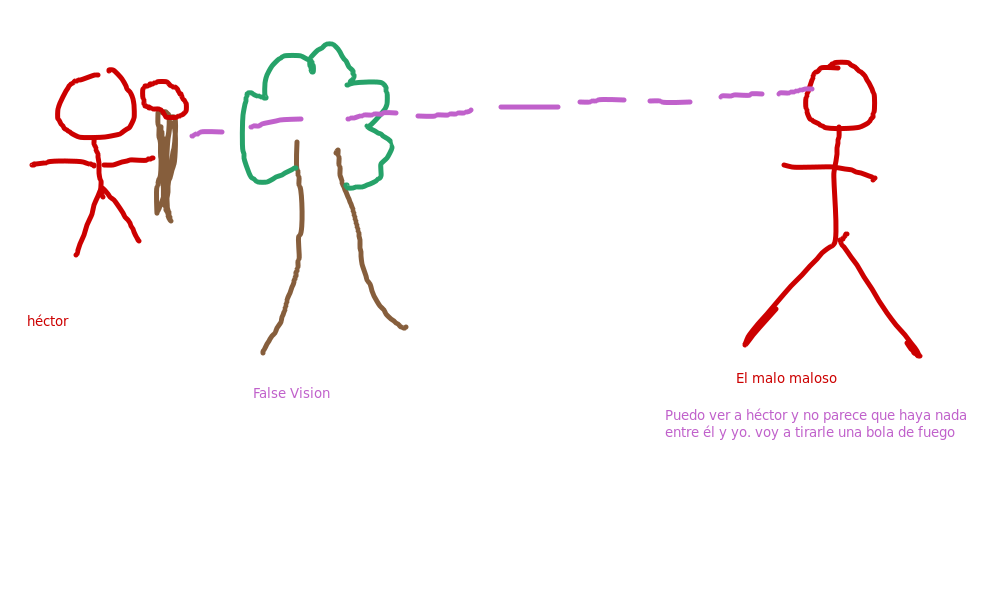 héctor
False Vision
El malo maloso
Puedo ver a héctor y no parece que haya nada
entre él y yo. voy a tirarle una bola de fuego